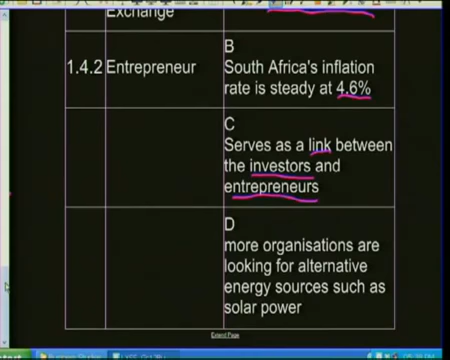 Exchange
B
1.4.2 Entrepreneur South Africa's inflation
rate is steady at 4.6%
C
Serves as a link between
the investors and
entrepreneurs
D
more organisations are
looking for alternative
energy sources such as
solar power
Extend Page